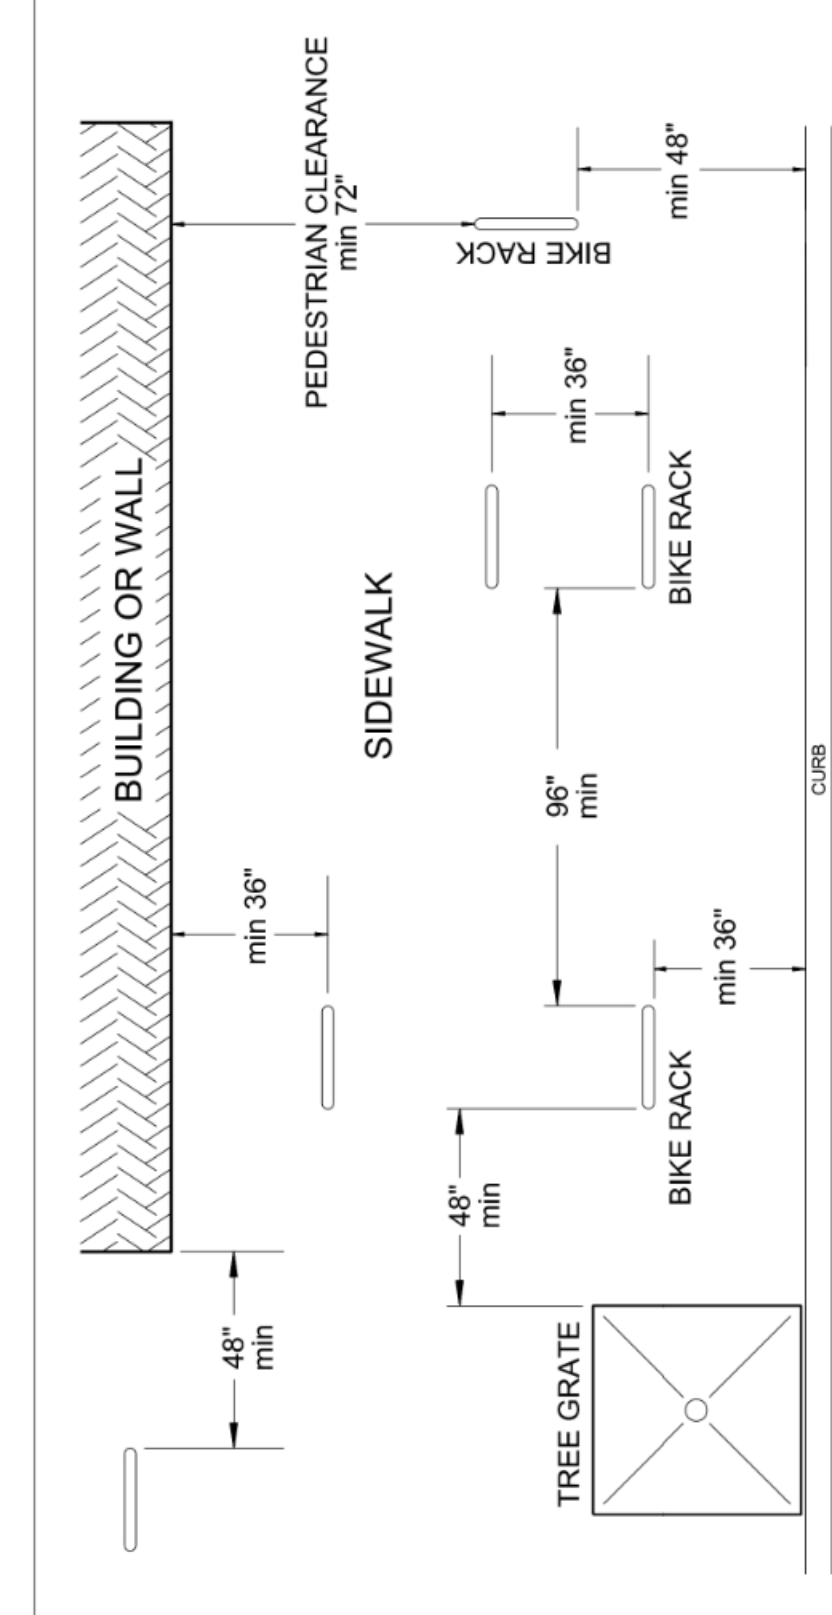 PEDESTRIAN CLEARANCE
min 72"
min 48"
BIKE RACK
min 36"
BUILDING OR WALL
BIKE RACK
SIDEWALK
96"
min
CURB
min 36"
min 36"
BIKE RACK
48"
min
48"
min
TREE GRATE